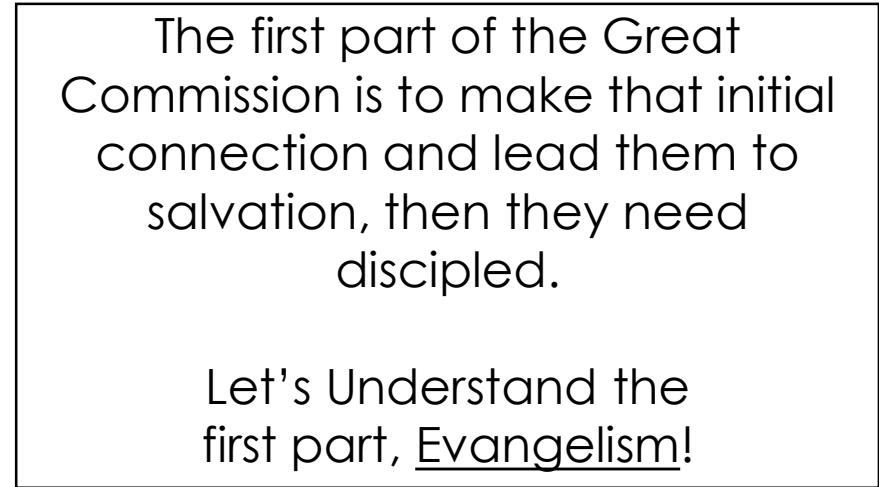 The first part of the Great
Commission is to make that initial
connection and lead them to
salvation, then they need
discipled.
Let’s Understand the
first part, Evangelism!